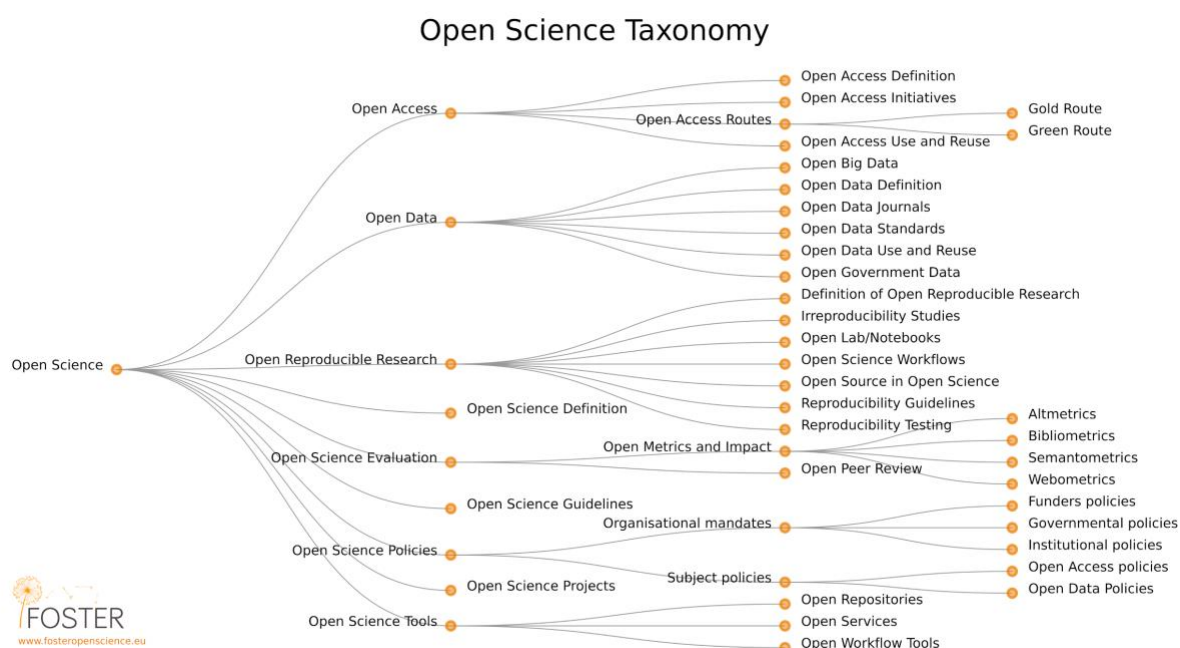 Open Science Taxonomy
Open Science
Open Access
Open Access Definition
Open Access Initiatives
Open Access Routes
Gold Route
Green Route
Open Access Use and Reuse
Open Data
Open Big Data
Open Data Definition
Open Data Journals
Open Data Standards
Open Data Use and Reuse
Open Government Data
Open Reproducible Research
Definition of Open Reproducible Research
Irreproducibility Studies
Open Lab/Notebooks
Open Science Workflows
Open Source in Open Science
Reproducibility Guidelines
Reproducibility Testing
Open Science Definition
Open Science Evaluation
Open Metrics and Impact
Altmetrics
Bibliometrics
Semantometrics
Webometrics
Open Peer Review
Open Science Guidelines
Open Science Policies
Organisational mandates
Funders policies
Governmental policies
Institutional policies
Subject policies
Open Access policies
Open Data Policies
Open Science Projects
Open Science Tools
Open Repositories
Open Services
Open Workflow Tools
FOSTER
www.fosteropenscience.eu